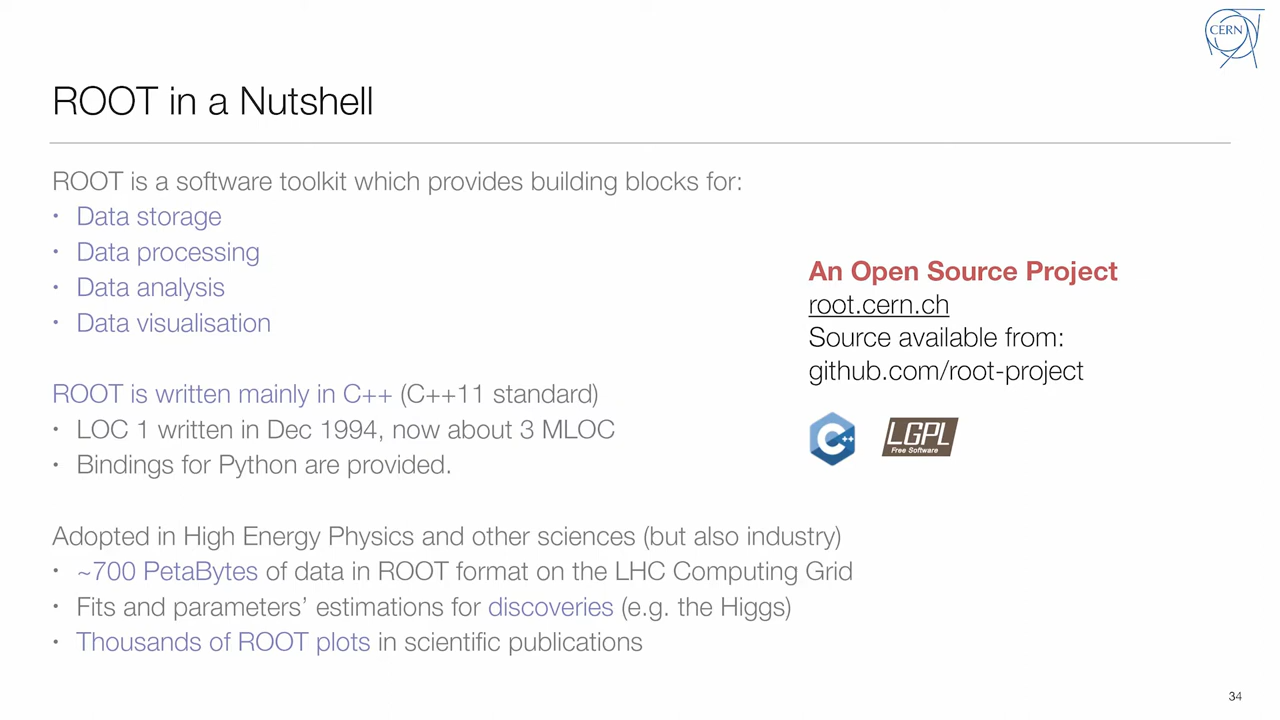 CERN
ROOT in a Nutshell
ROOT is a software toolkit which provides building blocks for:
• Data storage
• Data processing
• Data analysis
• Data visualisation
ROOT is written mainly in C++ (C++11 standard)
• LOC 1 written in Dec 1994, now about 3 MLOC
• Bindings for Python are provided.
Adopted in High Energy Physics and other sciences (but also industry)
• ~700 PetaBytes of data in ROOT format on the LHC Computing Grid
• Fits and parameters’ estimations for discoveries (e.g. the Higgs)
• Thousands of ROOT plots in scientific publications
An Open Source Project
root.cern.ch
Source available from:
github.com/root-project
C++
LGPL
Free Software
34